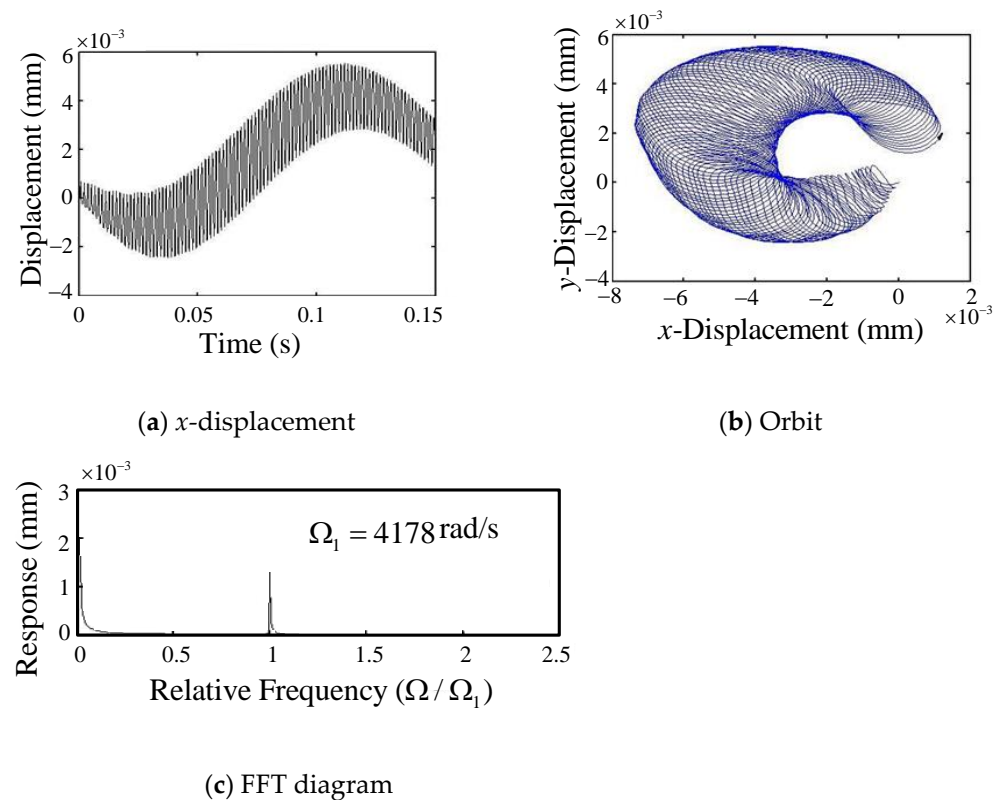 ×10⁻³
6
4
2
0
−2
−4
0 0.05 0.1 0.15
Displacement (mm)
Time (s)
(a) x-displacement
×10⁻³
6
4
2
0
−2
−4
−8 −6 −4 −2 0 2
×10⁻³
y-Displacement (mm)
x-Displacement (mm)
(b) Orbit
×10⁻³
3
2
1
0
0 0.5 1 1.5 2 2.5
Response (mm)
Ω₁ = 4178 rad/s
Relative Frequency (Ω / Ω₁)
(c) FFT diagram